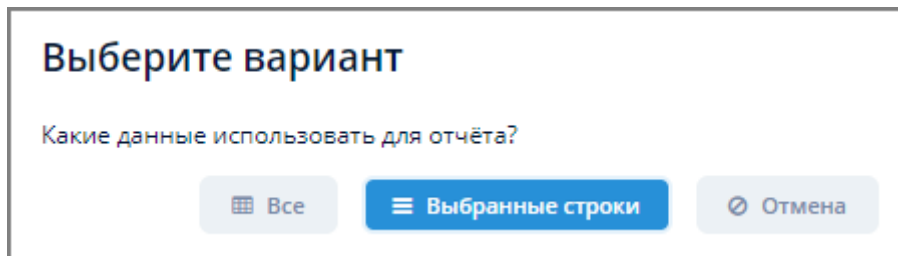 Выберите вариант
Какие данные использовать для отчёта?
Все Выбранные строки Отмена